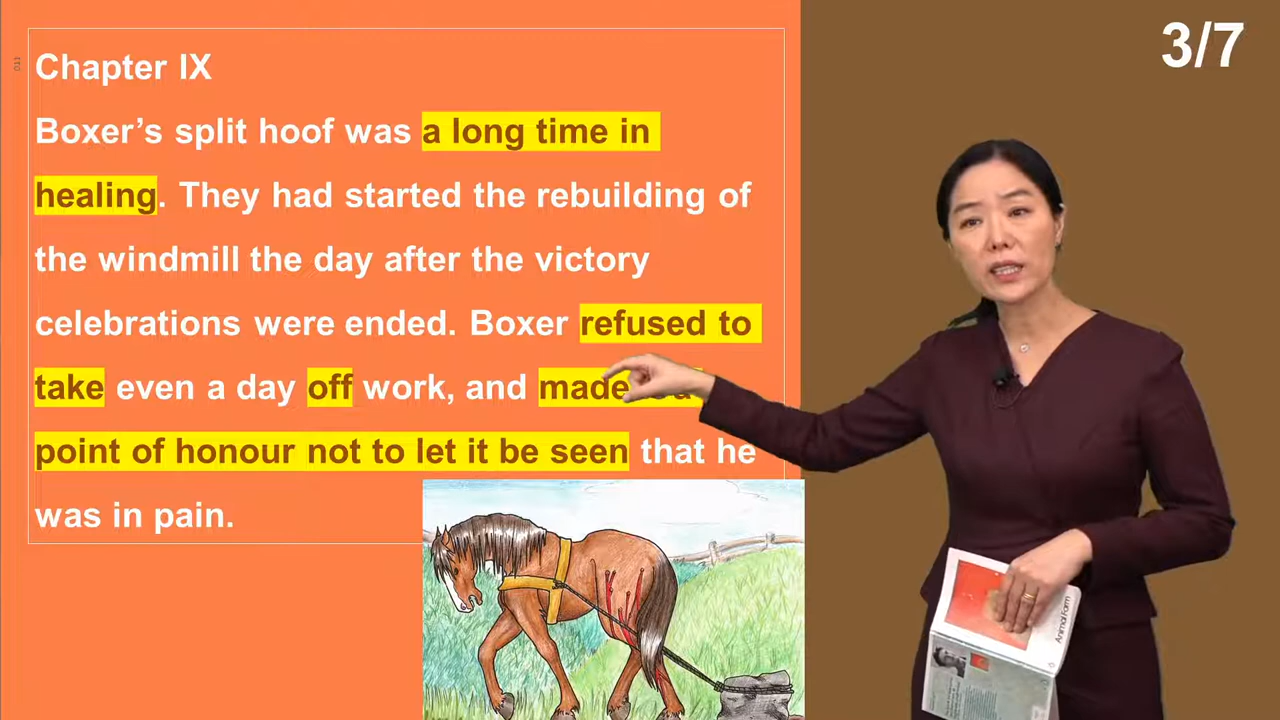 3/7
Chapter IX
Boxer’s split hoof was a long time in
healing. They had started the rebuilding of
the windmill the day after the victory
celebrations were ended. Boxer refused to
take even a day off work, and made
point of honour not to let it be seen that he
was in pain.
Animal Farm